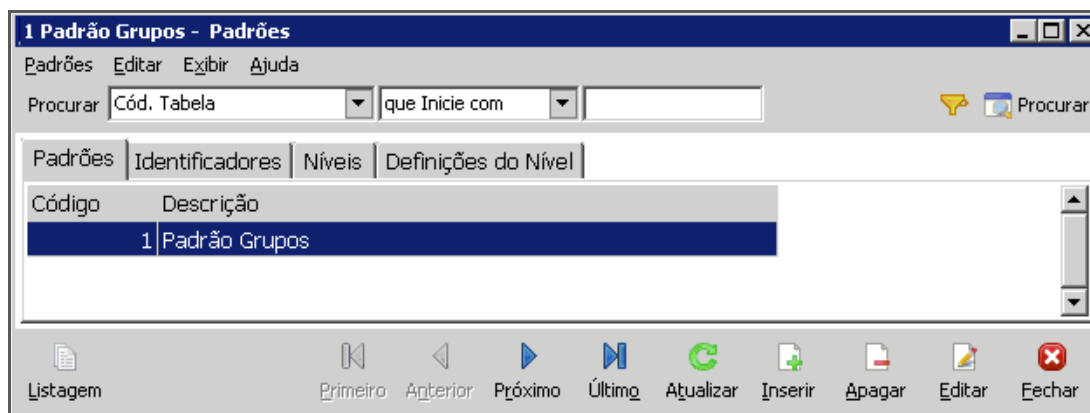 1 Padrão Grupos - Padrões
Padrões Editar Exibir Ajuda
Procurar Cód. Tabela que Inicie com Procurar
Padrões Identificadores Níveis Definições do Nível
Código Descrição
1 Padrão Grupos
Listagem Primeiro Anterior Próximo Último Atualizar Inserir Apagar Editar Fechar